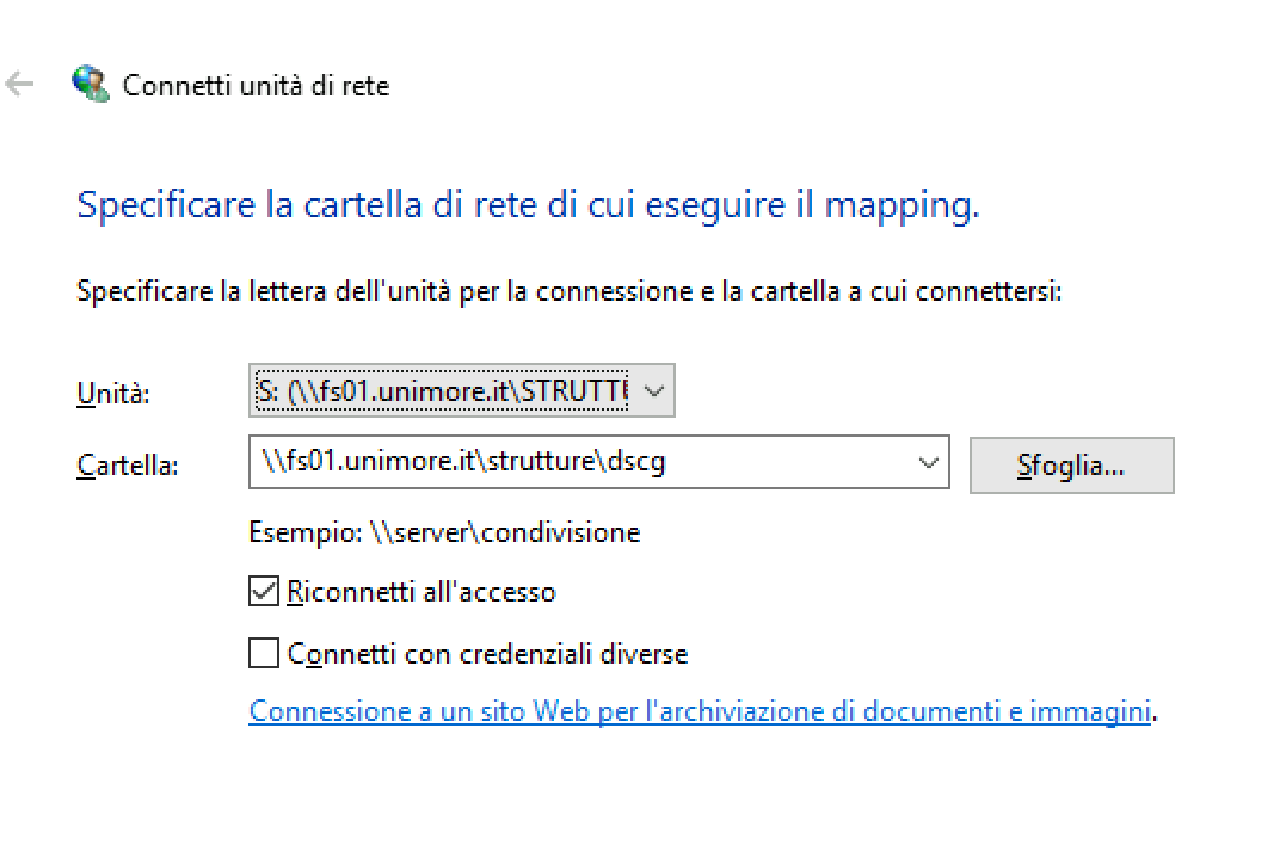 Connetti unità di rete
Specificare la cartella di rete di cui eseguire il mapping.
Specificare la lettera dell'unità per la connessione e la cartella a cui connettersi:
Unità: S: (\\fs01.unimore.it\STRUTTU
Cartella: \\fs01.unimore.it\strutture\dscg Sfoglia...
Esempio: \\server\condivisione
Riconnetti all'accesso
Connetti con credenziali diverse
Connessione a un sito Web per l'archiviazione di documenti e immagini.